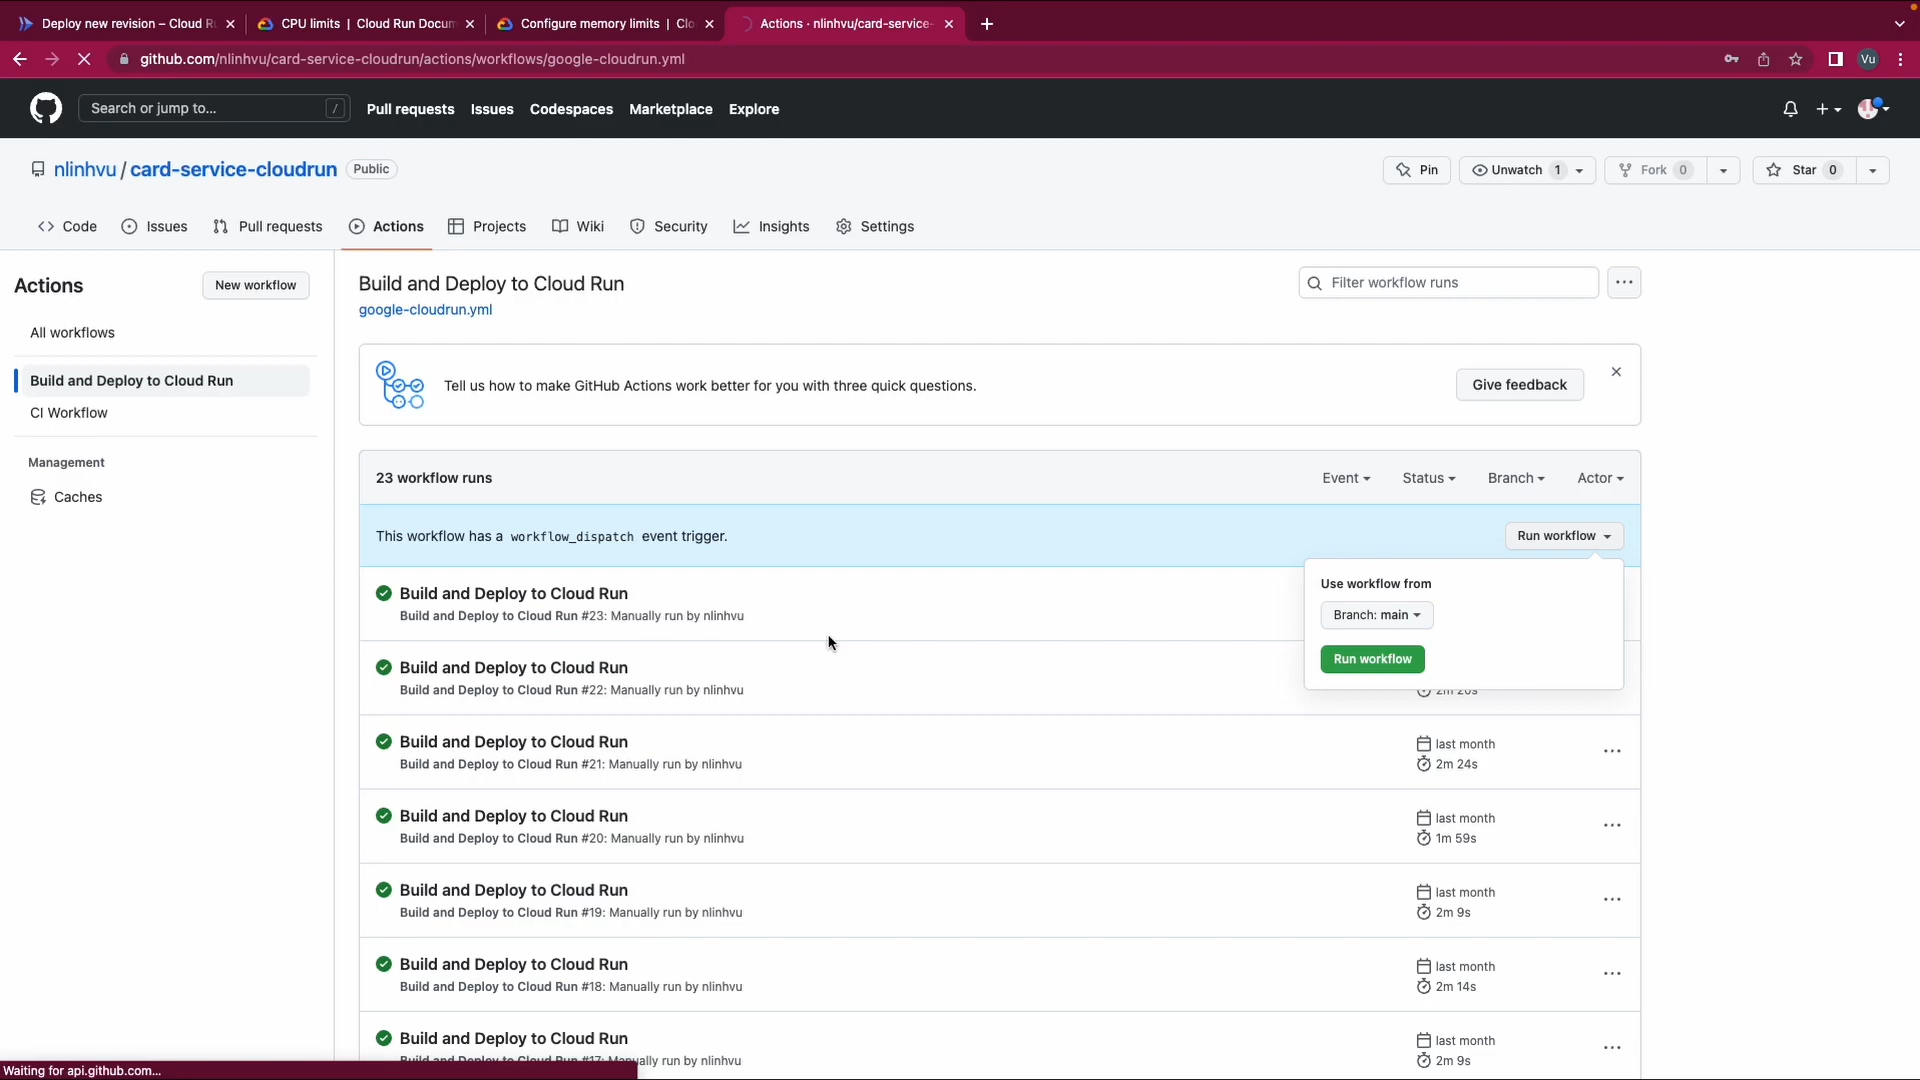 Deploy new revision – Cloud R
CPU limits | Cloud Run Docum
Configure memory limits | Clo
Actions · nlinhvu/card-service-
github.com/nlinhvu/card-service-cloudrun/actions/workflows/google-cloudrun.yml
Vu
Search or jump to...
/
Pull requests
Issues
Codespaces
Marketplace
Explore
nlinhvu / card-service-cloudrun
Public
Pin
Unwatch 1
Fork 0
Star 0
Code
Issues
Pull requests
Actions
Projects
Wiki
Security
Insights
Settings
Actions
New workflow
All workflows
Build and Deploy to Cloud Run
CI Workflow
Management
Caches
Build and Deploy to Cloud Run
google-cloudrun.yml
Filter workflow runs
Tell us how to make GitHub Actions work better for you with three quick questions.
Give feedback
23 workflow runs
Event
Status
Branch
Actor
This workflow has a workflow_dispatch event trigger.
Run workflow
Use workflow from
Branch: main
Run workflow
Build and Deploy to Cloud Run
Build and Deploy to Cloud Run #23: Manually run by nlinhvu
Build and Deploy to Cloud Run
Build and Deploy to Cloud Run #22: Manually run by nlinhvu
Build and Deploy to Cloud Run
Build and Deploy to Cloud Run #21: Manually run by nlinhvu
last month
2m 24s
Build and Deploy to Cloud Run
Build and Deploy to Cloud Run #20: Manually run by nlinhvu
last month
1m 59s
Build and Deploy to Cloud Run
Build and Deploy to Cloud Run #19: Manually run by nlinhvu
last month
2m 9s
Build and Deploy to Cloud Run
Build and Deploy to Cloud Run #18: Manually run by nlinhvu
last month
2m 14s
Build and Deploy to Cloud Run
Build and Deploy to Cloud Run #17: Manually run by nlinhvu
last month
2m 9s
Waiting for api.github.com...